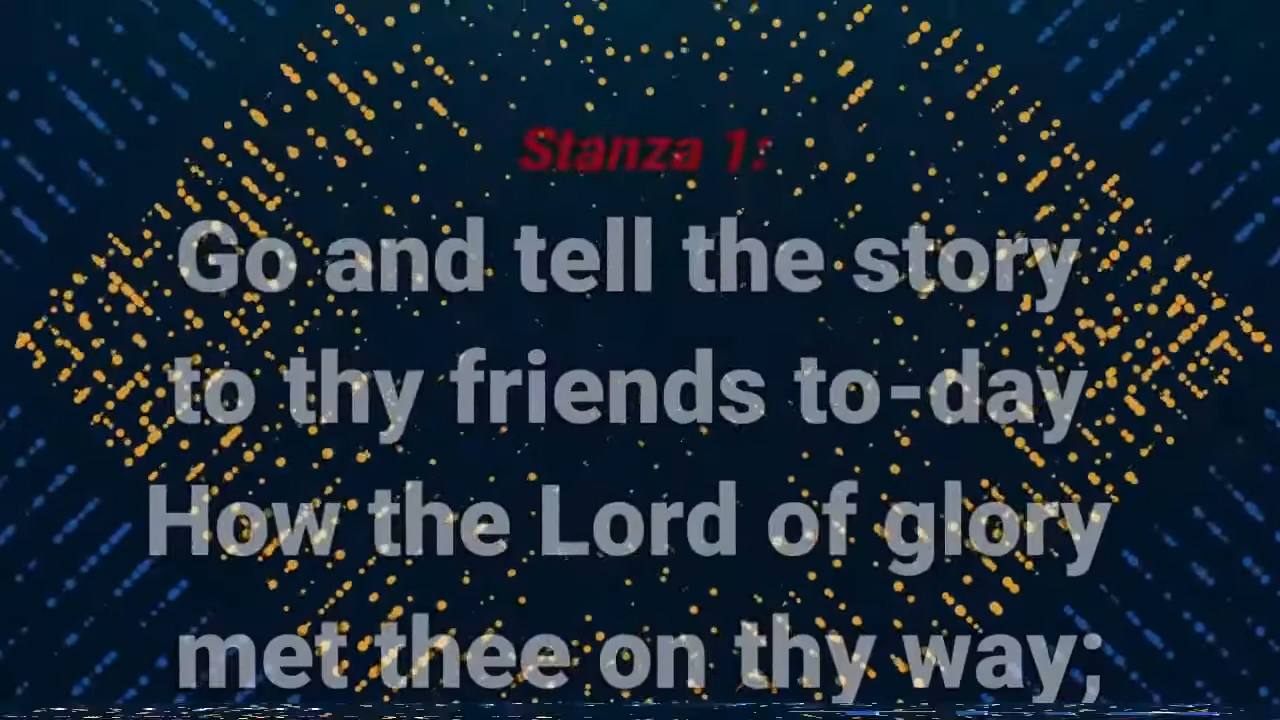 Stanza 1:
Go and tell the story
to thy friends to-day
How the Lord of glory
met thee on thy way;